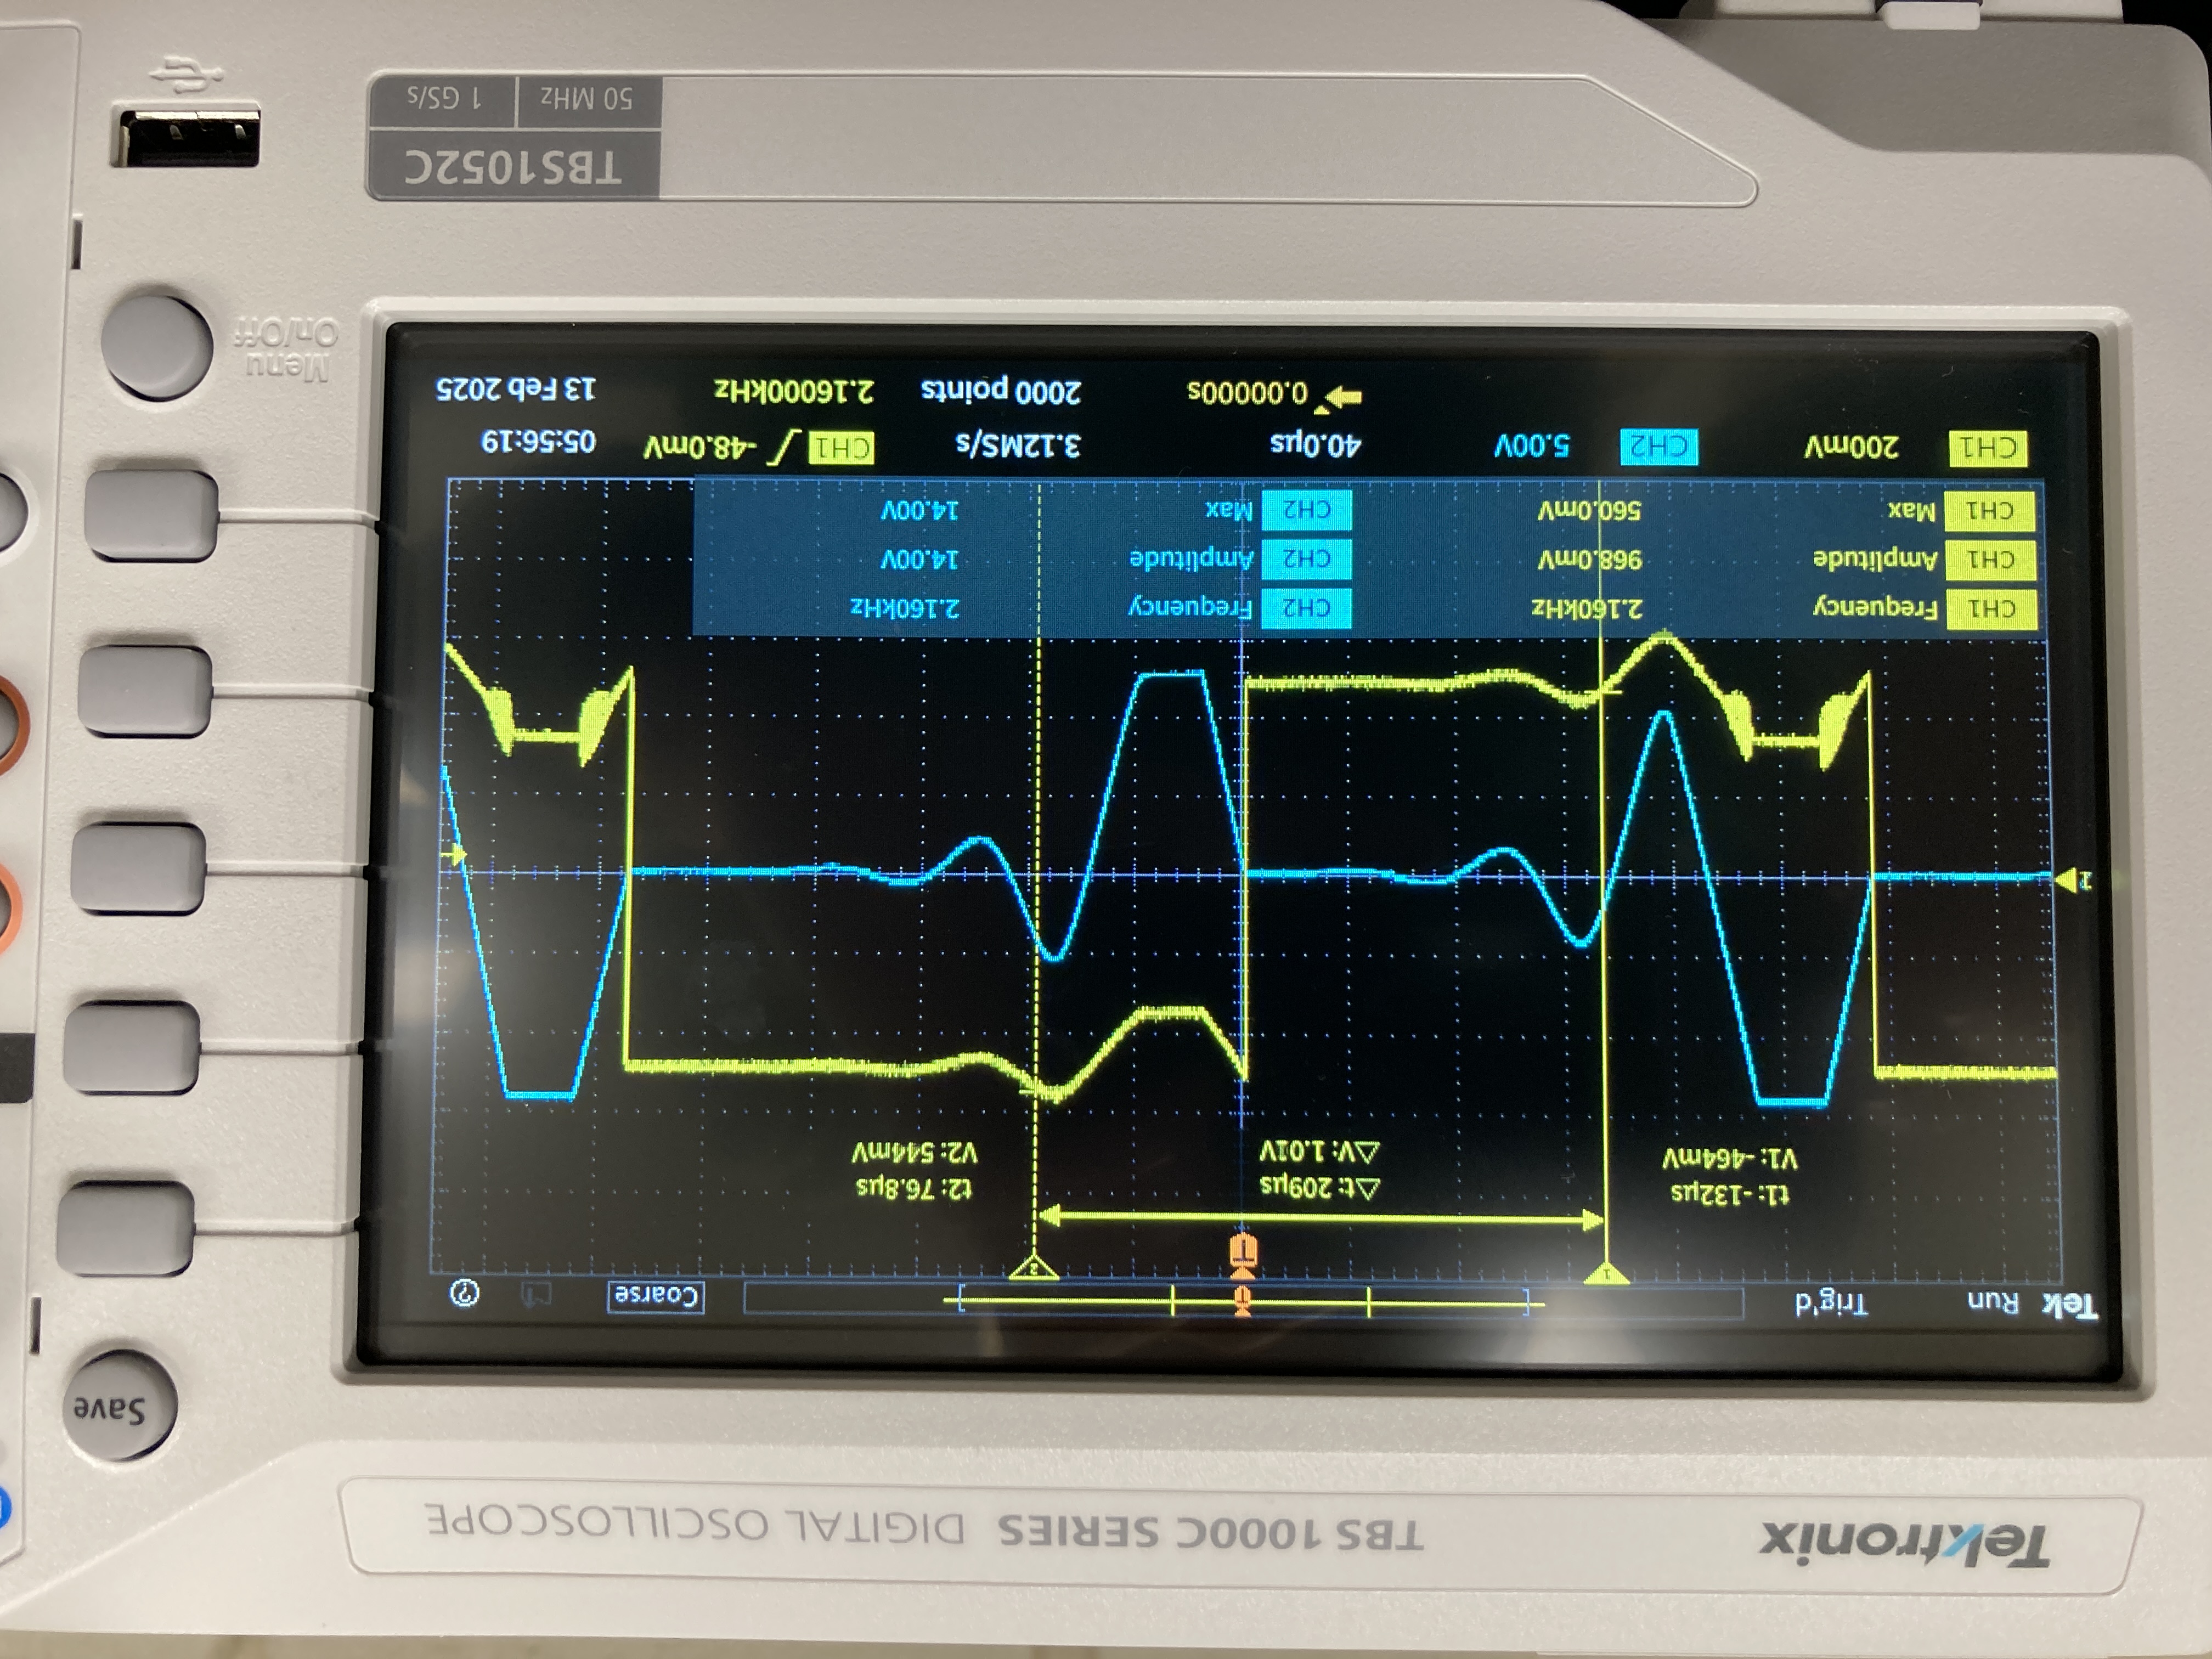 Tektronix TBS 1000C SERIES DIGITAL OSCILLOSCOPE
Save
Tek Run Trig'd T Coarse ?
1 T 2
t1: -132µs △t: 209µs t2: 76.8µs
V1: -464mV △V: 1.01V V2: 544mV
CH1 Frequency 2.160kHz CH2 Frequency 2.160kHz
CH1 Amplitude 968.0mV CH2 Amplitude 14.00V
CH1 Max 560.0mV CH2 Max 14.00V
CH1 200mV CH2 5.00V 40.0µs 3.12MS/s CH1 -48.0mV 05:56:19
0.00000s 2000 points 2.16000kHz 13 Feb 2025
Menu
On/Off
TBS1052C
50 MHz 1 GS/s